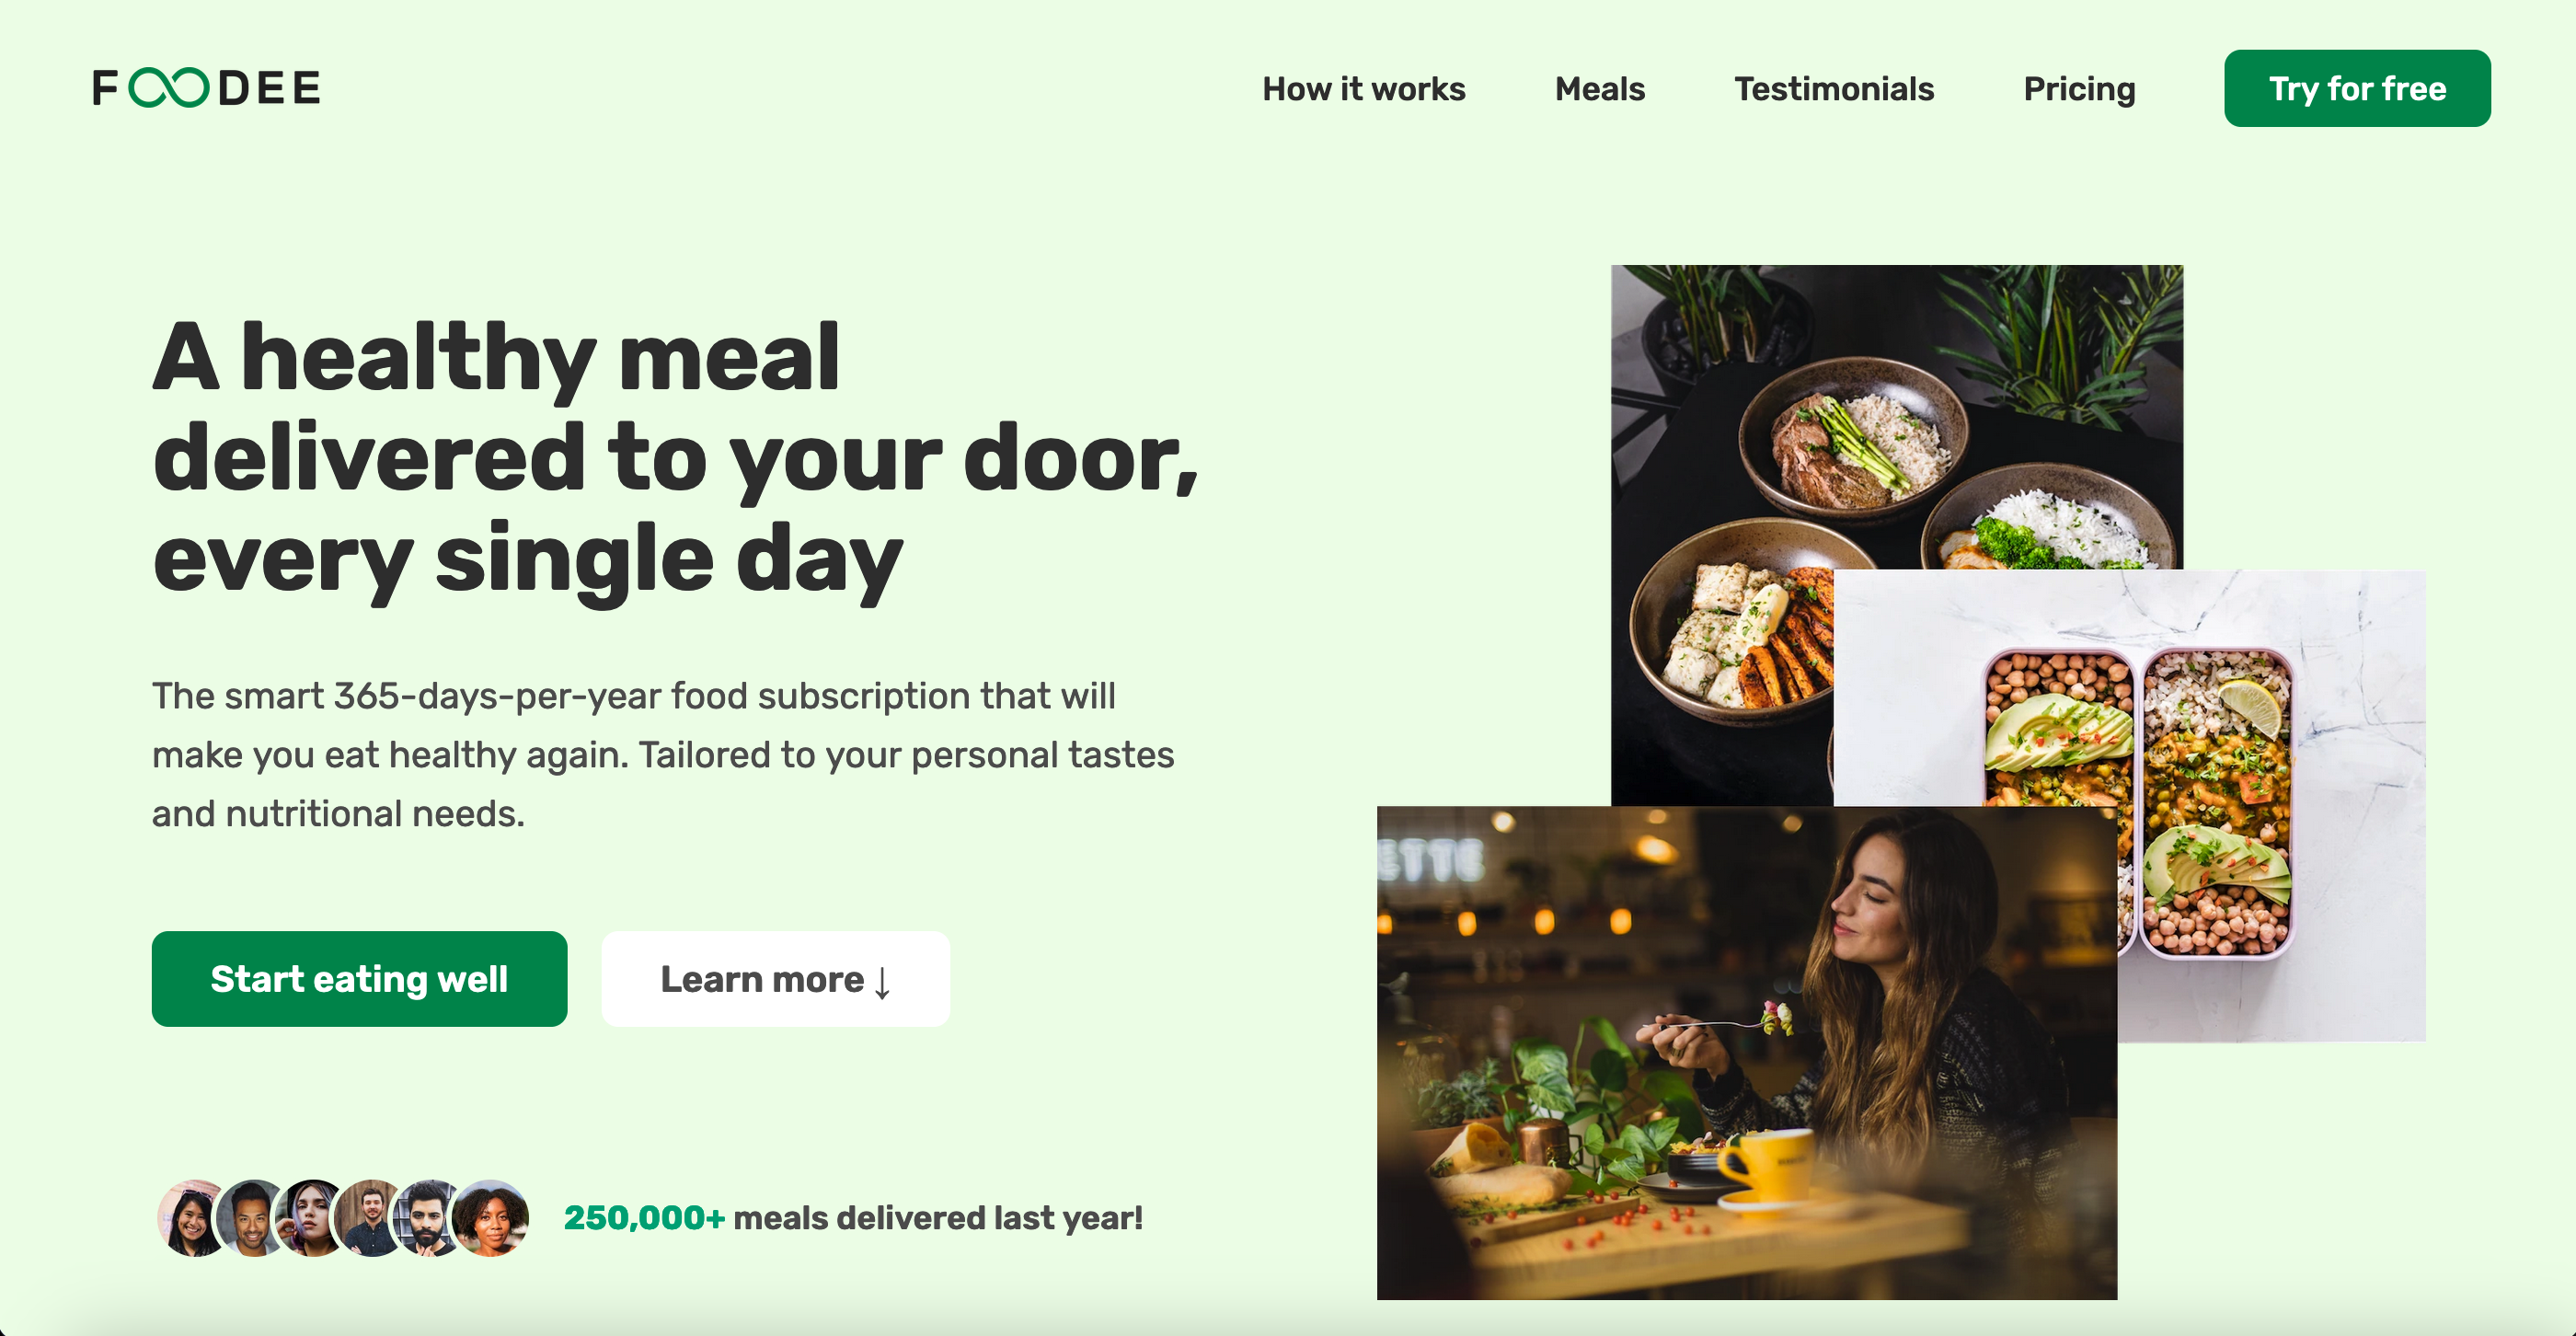 FOODEE
How it works
Meals
Testimonials
Pricing
Try for free
A healthy meal
delivered to your door,
every single day
The smart 365-days-per-year food subscription that will
make you eat healthy again. Tailored to your personal tastes
and nutritional needs.
Start eating well
Learn more ↓
250,000+ meals delivered last year!
ETTE